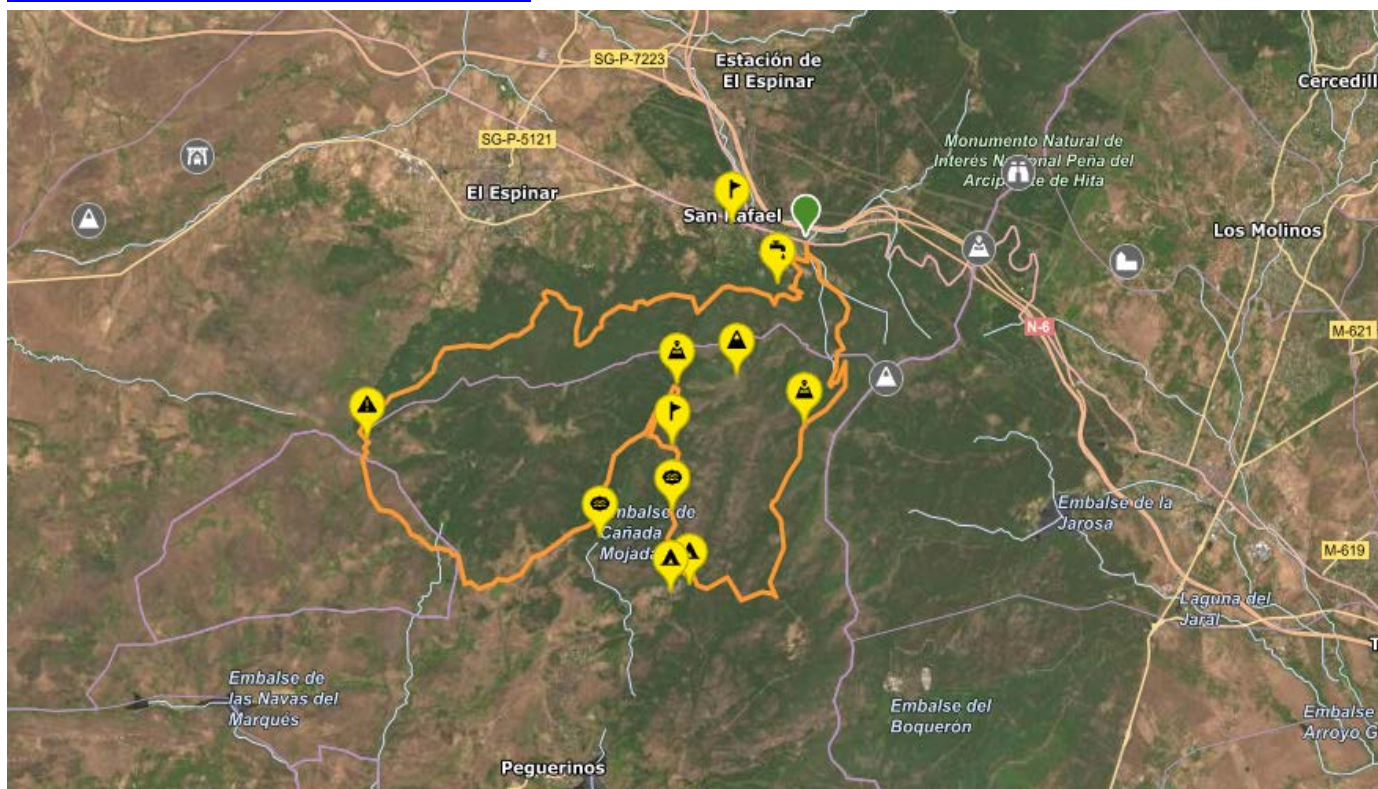 SG-P-7223
Estación de
El Espinar
Cercedill
SG-P-5121
Monumento Natural de
Interés Nacional Peña del
Arcipreste de Hita
El Espinar
San Rafael
Los Molinos
N-6
M-621
Embalse de
Cañada
Mojada
Embalse de la
Jarosa
M-619
Laguna del
Jaral
T
Embalse de
las Navas del
Marqués
Embalse del
Boquerón
Embalse
Arroyo G
Peguerinos